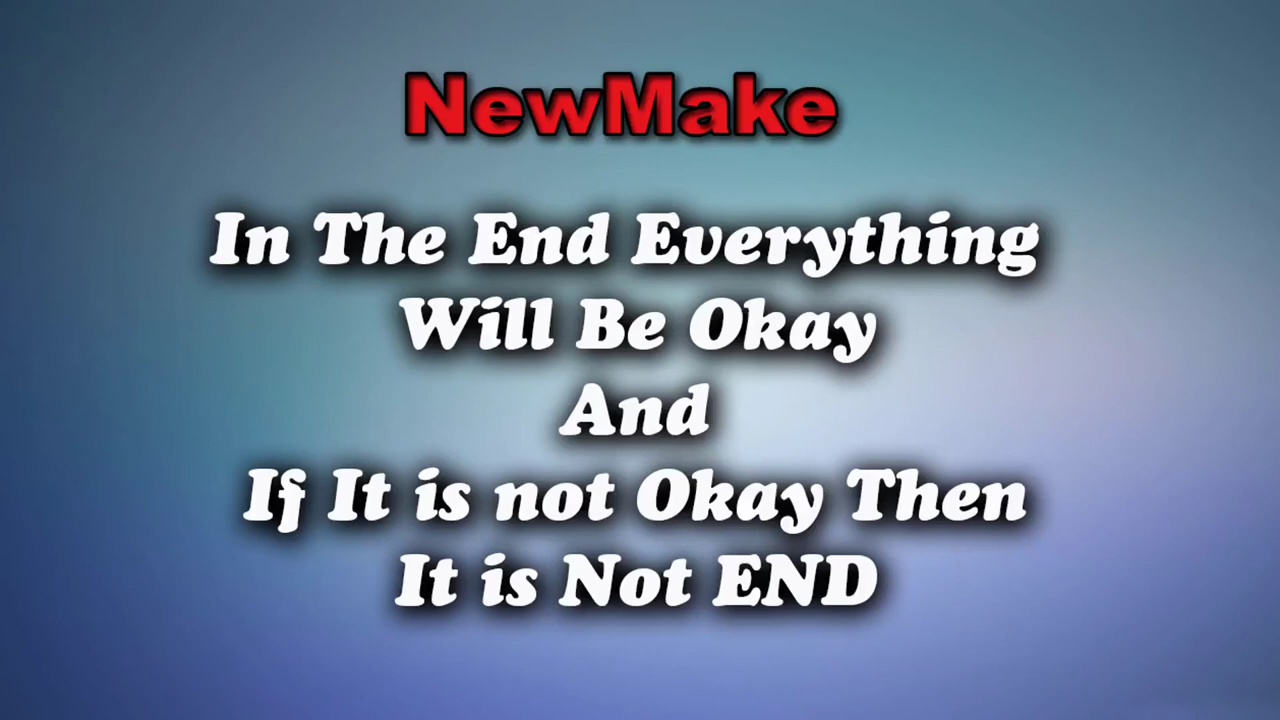 NewMake
In The End Everything
Will Be Okay
And
If It is not Okay Then
It is Not END